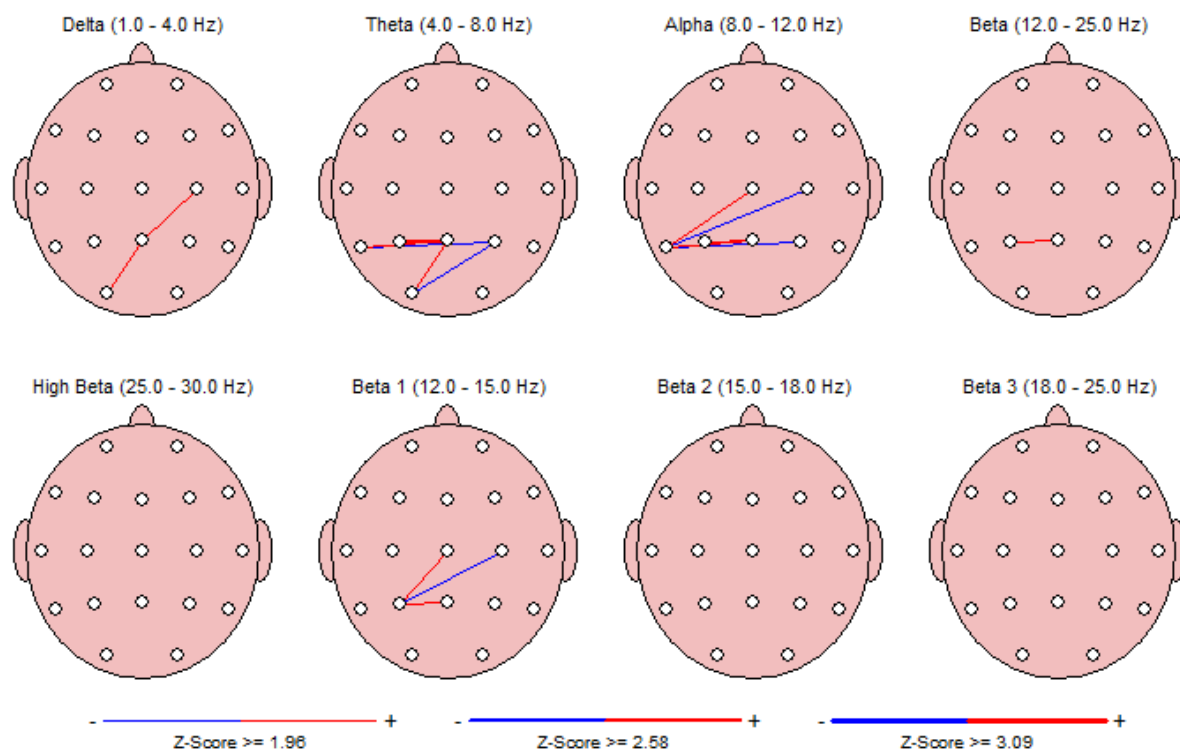 Delta (1.0 - 4.0 Hz)
Theta (4.0 - 8.0 Hz)
Alpha (8.0 - 12.0 Hz)
Beta (12.0 - 25.0 Hz)
High Beta (25.0 - 30.0 Hz)
Beta 1 (12.0 - 15.0 Hz)
Beta 2 (15.0 - 18.0 Hz)
Beta 3 (18.0 - 25.0 Hz)
- +
- +
- +
Z-Score >= 1.96
Z-Score >= 2.58
Z-Score >= 3.09